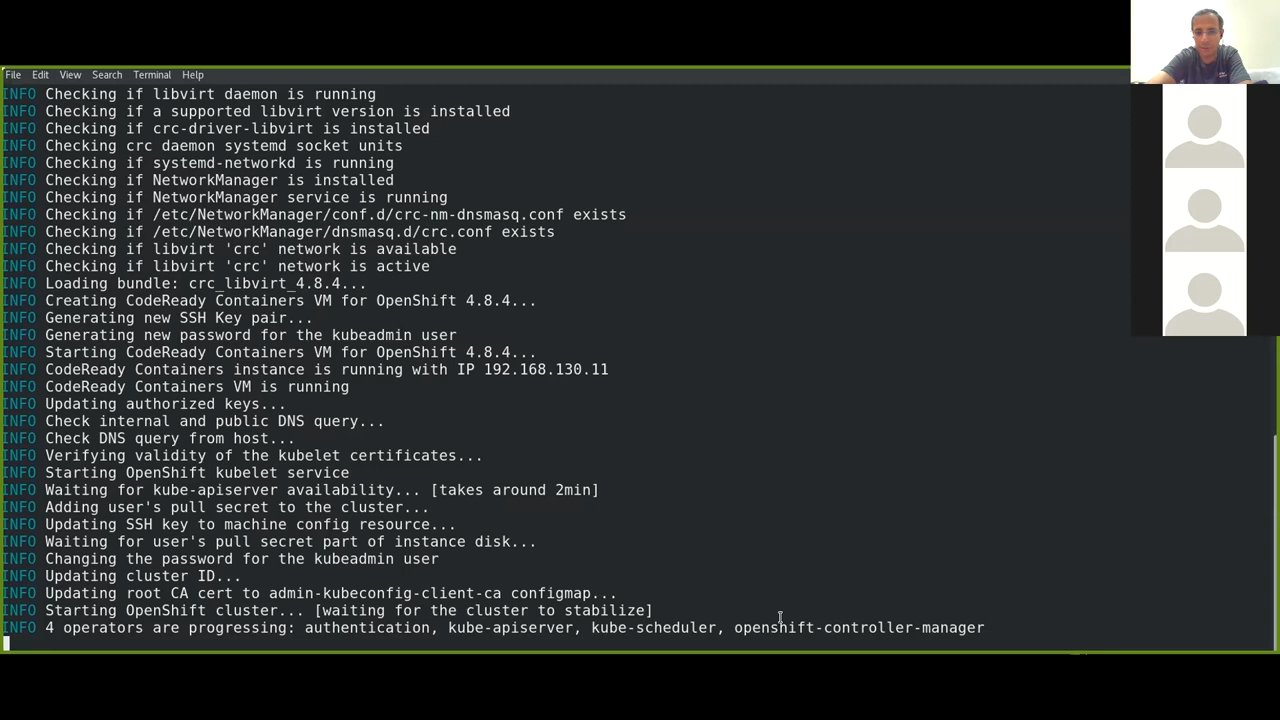 File Edit View Search Terminal Help
INFO Checking if libvirt daemon is running
INFO Checking if a supported libvirt version is installed
INFO Checking if crc-driver-libvirt is installed
INFO Checking crc daemon systemd socket units
INFO Checking if systemd-networkd is running
INFO Checking if NetworkManager is installed
INFO Checking if NetworkManager service is running
INFO Checking if /etc/NetworkManager/conf.d/crc-nm-dnsmasq.conf exists
INFO Checking if /etc/NetworkManager/dnsmasq.d/crc.conf exists
INFO Checking if libvirt 'crc' network is available
INFO Checking if libvirt 'crc' network is active
INFO Loading bundle: crc_libvirt_4.8.4...
INFO Creating CodeReady Containers VM for OpenShift 4.8.4...
INFO Generating new SSH Key pair...
INFO Generating new password for the kubeadmin user
INFO Starting CodeReady Containers VM for OpenShift 4.8.4...
INFO CodeReady Containers instance is running with IP 192.168.130.11
INFO CodeReady Containers VM is running
INFO Updating authorized keys...
INFO Check internal and public DNS query...
INFO Check DNS query from host...
INFO Verifying validity of the kubelet certificates...
INFO Starting OpenShift kubelet service
INFO Waiting for kube-apiserver availability... [takes around 2min]
INFO Adding user's pull secret to the cluster...
INFO Updating SSH key to machine config resource...
INFO Waiting for user's pull secret part of instance disk...
INFO Changing the password for the kubeadmin user
INFO Updating cluster ID...
INFO Updating root CA cert to admin-kubeconfig-client-ca configmap...
INFO Starting OpenShift cluster... [waiting for the cluster to stabilize]
INFO 4 operators are progressing: authentication, kube-apiserver, kube-scheduler, openshift-controller-manager